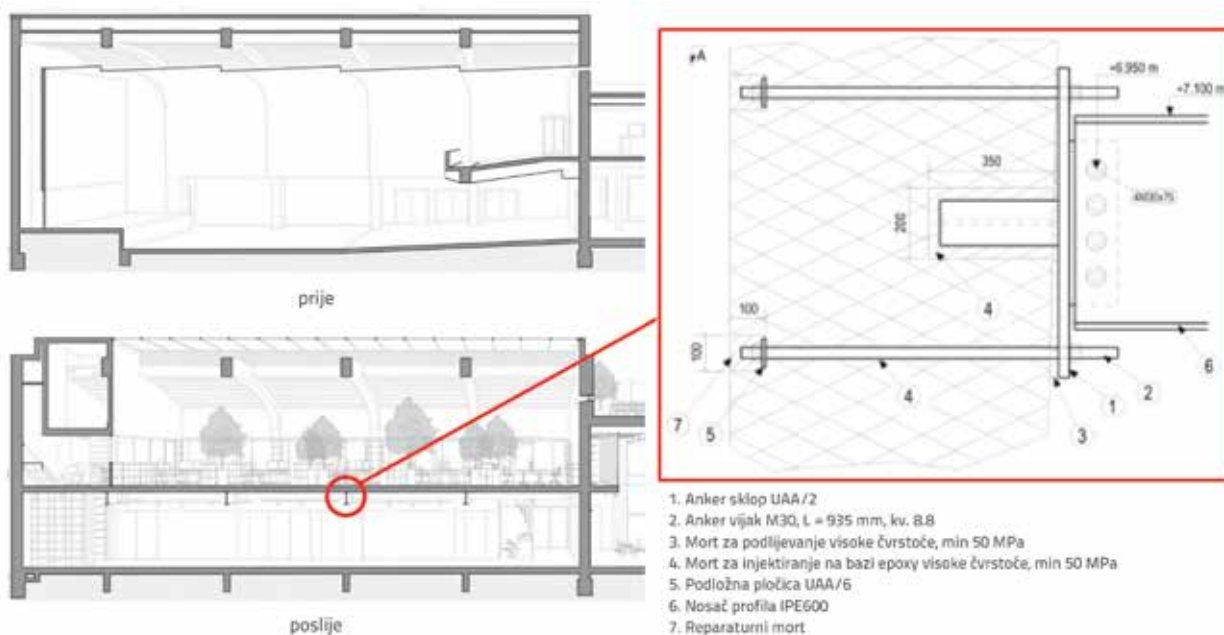 prije
poslije
A
+6.950 m
+7.100 m
350
200
4M30x75
100
100
4
4
6
7
5
3
1
2
1. Anker sklop UAA/2
2. Anker vijak M30, L = 935 mm, kv. 8.8
3. Mort za podlijevanje visoke čvrstoće, min 50 MPa
4. Mort za injektiranje na bazi epoxy visoke čvrstoće, min 50 MPa
5. Podložna pločica UAA/6
6. Nosač profila IPE600
7. Reparaturni mort